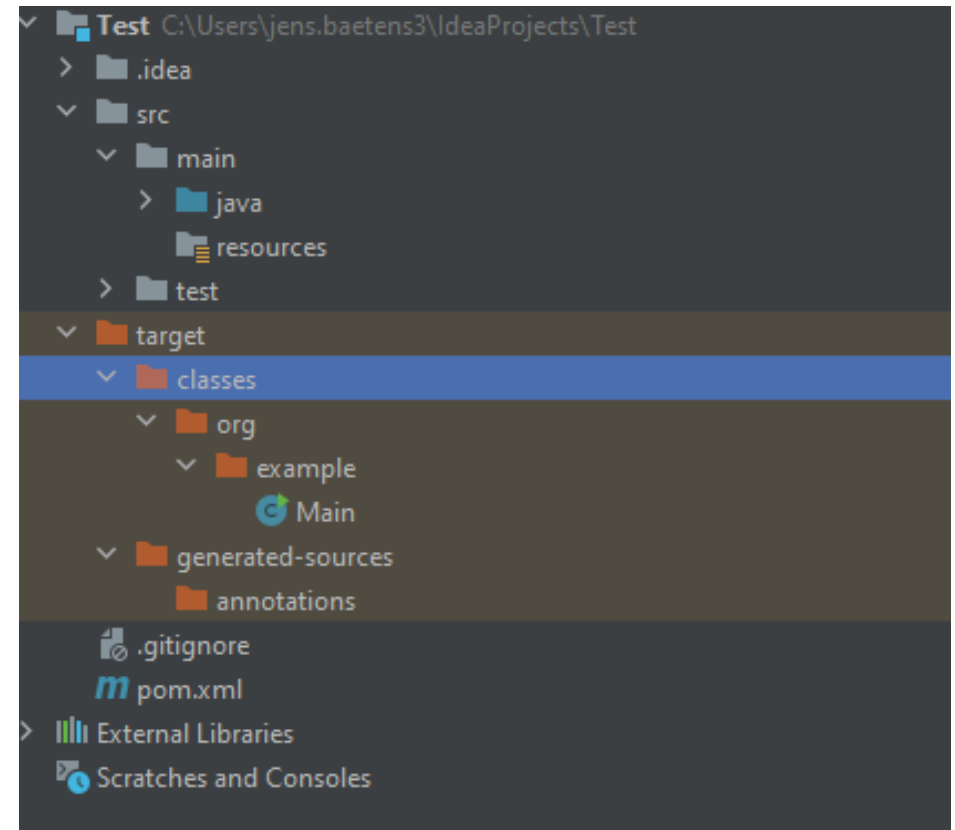 Test C:\Users\jens.baetens3\IdeaProjects\Test
.idea
src
main
java
resources
test
target
classes
org
example
Main
generated-sources
annotations
.gitignore
pom.xml
External Libraries
Scratches and Consoles